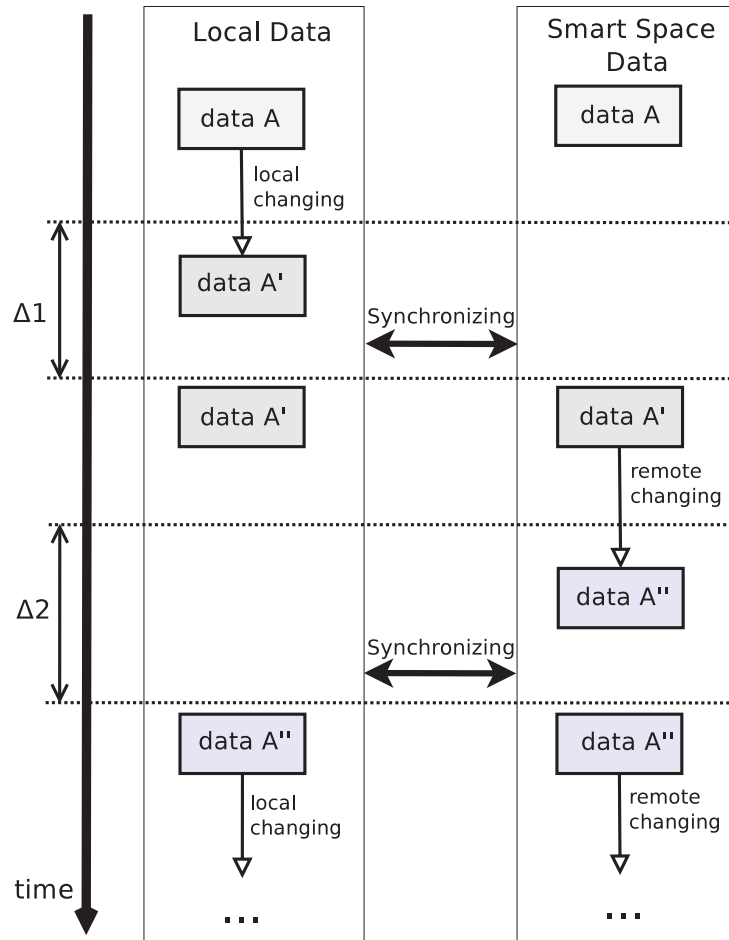 Local Data
Smart Space
Data
data A
data A
local
changing
data A'
Δ1
Synchronizing
data A'
data A'
remote
changing
data A''
Δ2
Synchronizing
data A''
data A''
local
changing
remote
changing
time
...
...